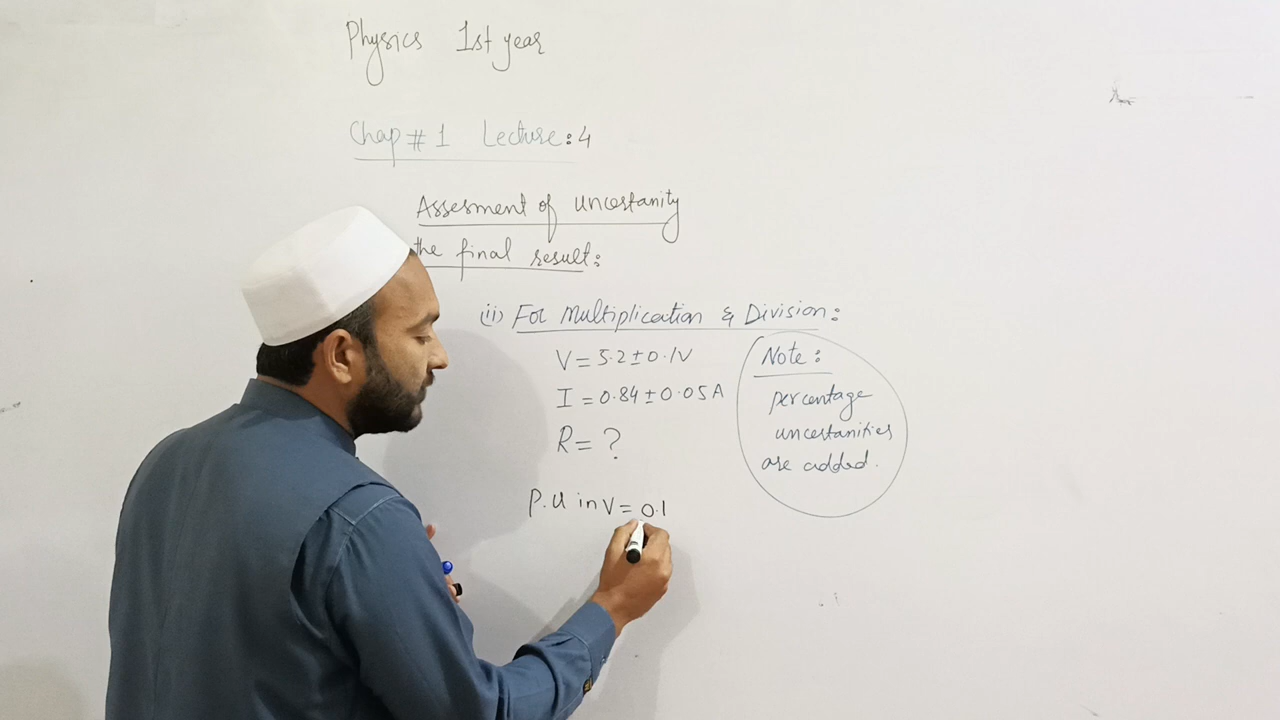 Physics 1st year
Chap # 1 Lecture: 4
Assesment of uncertanity
the final result:
(ii) For Multiplication & Division:
V = 5.2 ± 0.1V
I = 0.84 ± 0.05A
R = ?
P.U in V = 0.1
Note:
percentage
uncertanities
are added.